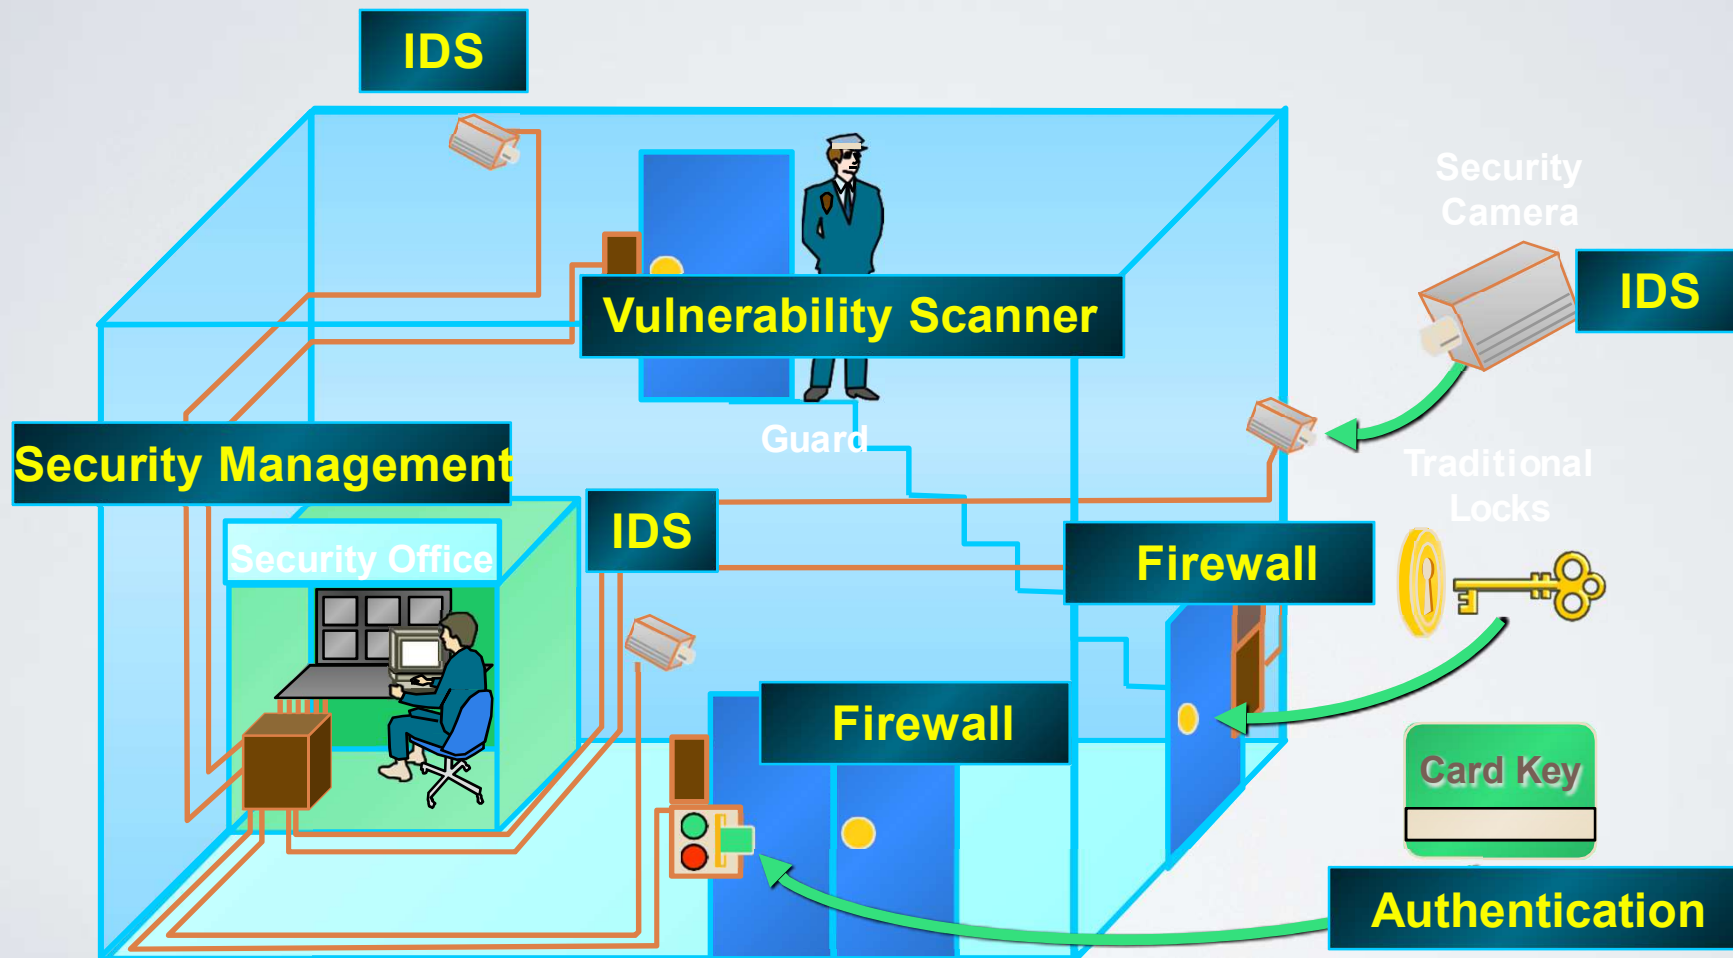 IDS
Security
Camera
IDS
Vulnerability Scanner
Guard
Security Management
Traditional
Locks
IDS
Security Office
Firewall
Firewall
Card Key
Authentication